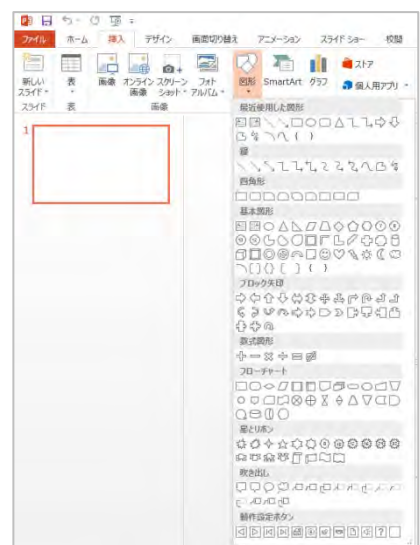 ファイル ホーム 挿入 デザイン 画面切り替え アニメーション スライド ショー 校閲
新しい スライド
表
画像
オンライン 画像
スクリーン ショット
フォト アルバム
図形
SmartArt
グラフ
ストア
個人用アプリ
スライド 表 画像
1
最近使用した図形
線
四角形
基本図形
ブロック矢印
数式図形
フローチャート
星とリボン
吹き出し
動作設定ボタン